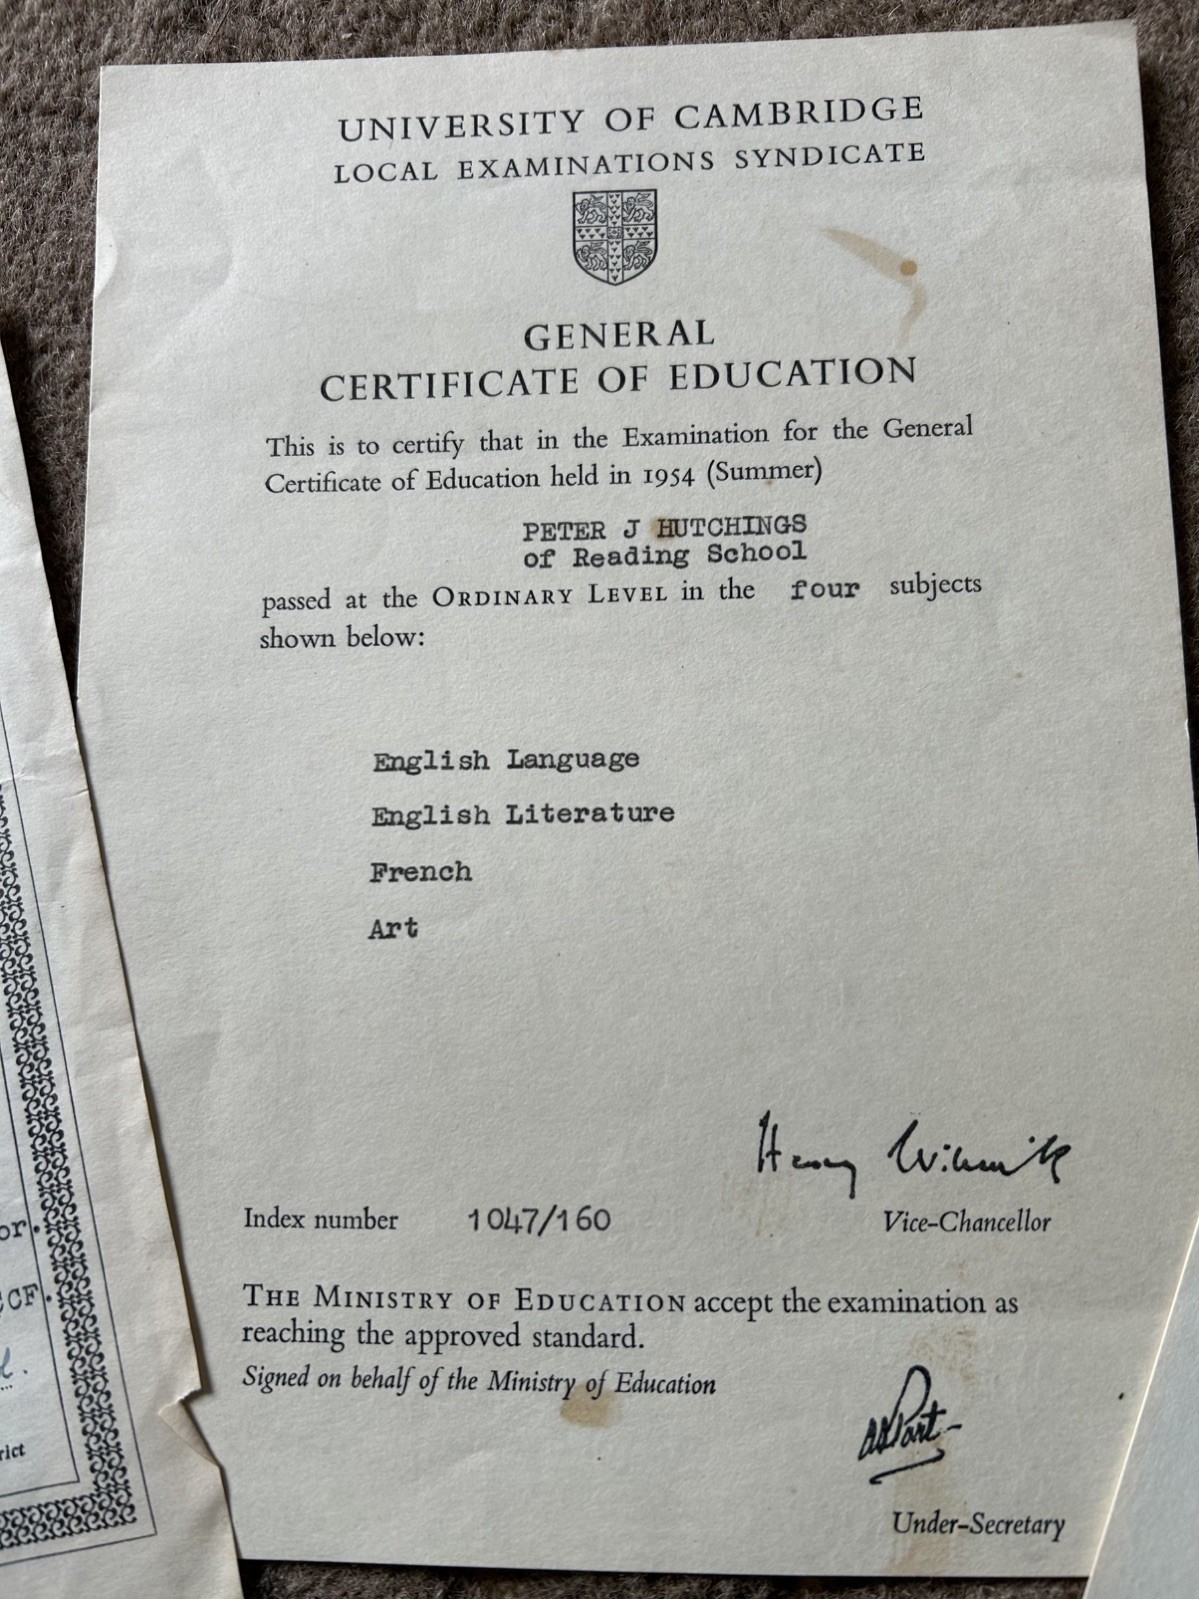 UNIVERSITY OF CAMBRIDGE
LOCAL EXAMINATIONS SYNDICATE
GENERAL
CERTIFICATE OF EDUCATION
This is to certify that in the Examination for the General
Certificate of Education held in 1954 (Summer)
PETER J HUTCHINGS
of Reading School
passed at the ORDINARY LEVEL in the four subjects
shown below:
English Language
English Literature
French
Art
Henry
Index number 1047/160
Vice-Chancellor
THE MINISTRY OF EDUCATION accept the examination as
reaching the approved standard.
Signed on behalf of the Ministry of Education
Under-Secretary
or.
CCF.